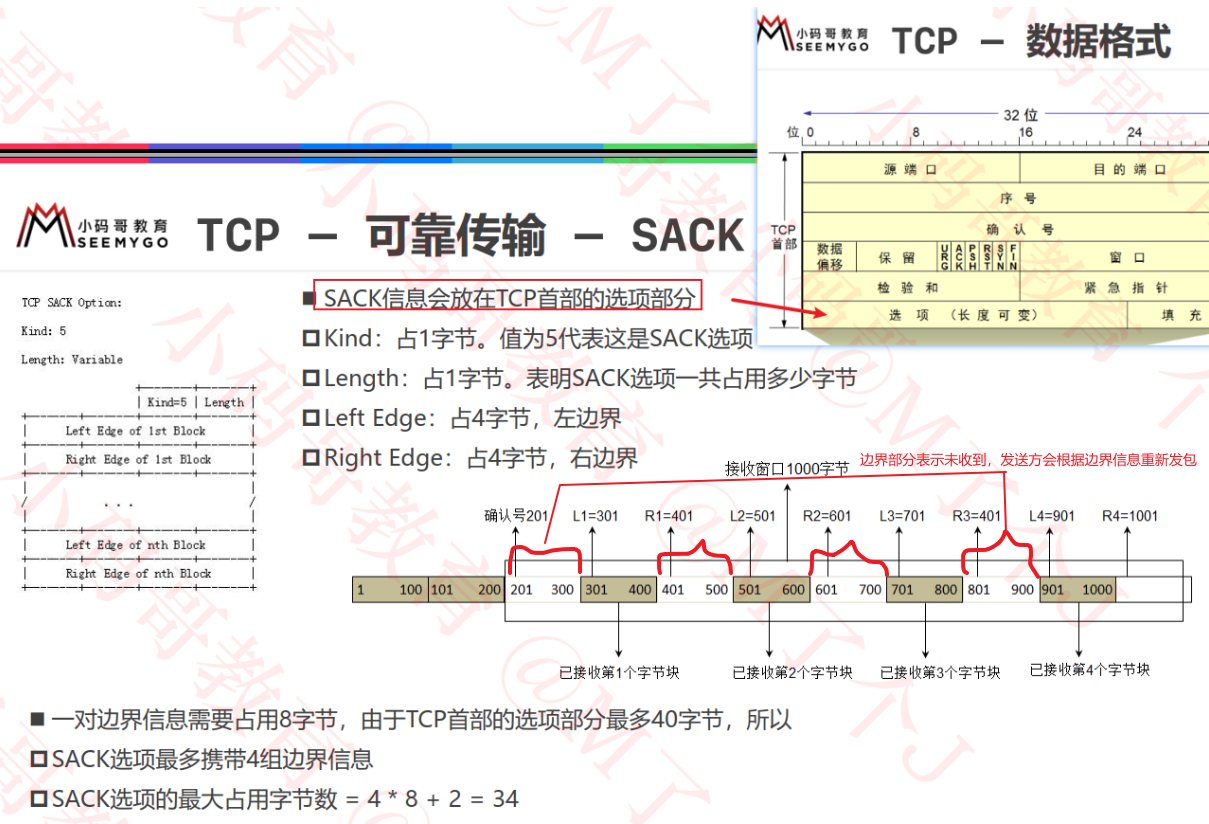 小码哥教育
SEEMYGO
TCP – 数据格式
32 位
位 0 8 16 24
源端口 目的端口
序号
确认号
TCP
首部
数据
偏移
保留
URG ACK PSH RST SYN FIN
窗口
检验和 紧急指针
选项 （长度可变） 填充
小码哥教育
SEEMYGO
TCP – 可靠传输 – SACK
TCP SACK Option:
Kind: 5
Length: Variable
Kind=5 Length
Left Edge of 1st Block
Right Edge of 1st Block
. . .
Left Edge of nth Block
Right Edge of nth Block
SACK信息会放在TCP首部的选项部分
Kind：占1字节。值为5代表这是SACK选项
Length：占1字节。表明SACK选项一共占用多少字节
Left Edge：占4字节，左边界
Right Edge：占4字节，右边界
接收窗口1000字节
边界部分表示未收到，发送方会根据边界信息重新发包
确认号201 L1=301 R1=401 L2=501 R2=601 L3=701 R3=401 L4=901 R4=1001
1 100 101 200 201 300 301 400 401 500 501 600 601 700 701 800 801 900 901 1000
已接收第1个字节块 已接收第2个字节块 已接收第3个字节块 已接收第4个字节块
一对边界信息需要占用8字节，由于TCP首部的选项部分最多40字节，所以
SACK选项最多携带4组边界信息
SACK选项的最大占用字节数 = 4 * 8 + 2 = 34